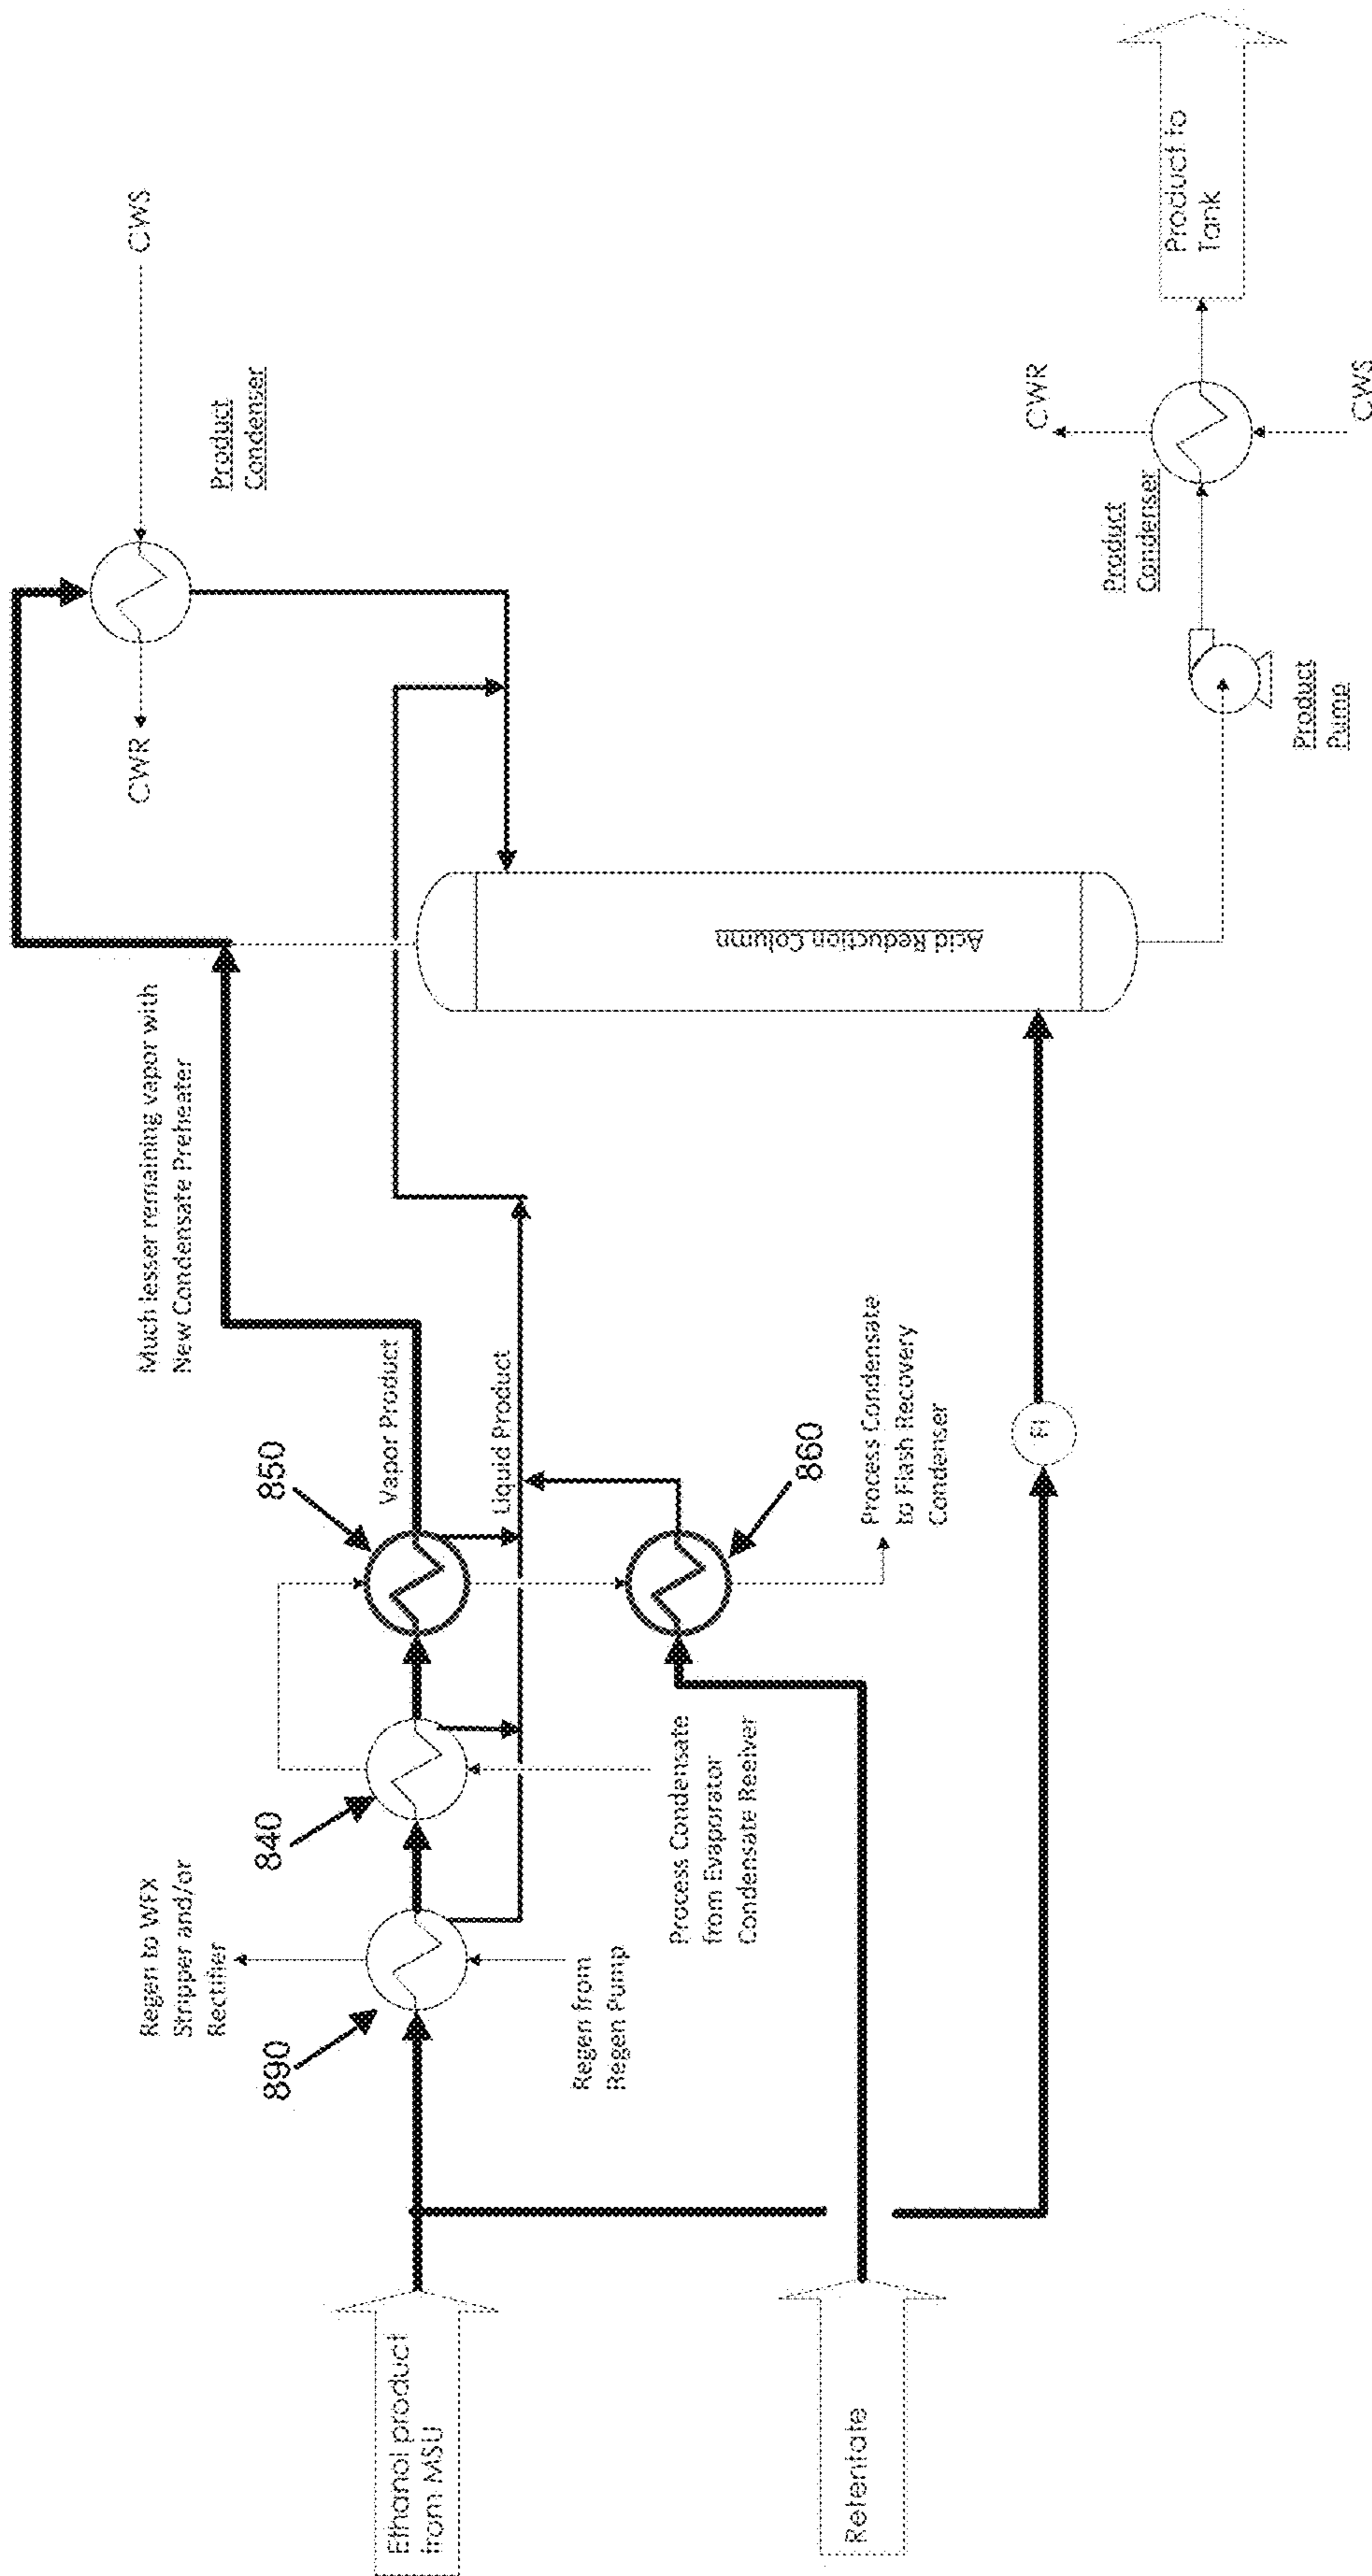 Ethanol product
from MSU
Retentate
890
Regen to WFX
Stripper and/or
Rectifier
Regen from
Regen Pump
840
Process Condensate
from Evaporator
Condensate Reeiver
850
Vapor Product
Liquid Product
860
Process Condensate
to Flash Recovery
Condenser
Much lesser remaining vapor with
New Condensate Preheater
Acid Reduction Column
CWR
CWS
Product
Condenser
Product
Pump
Product
Condenser
CWR
CWS
Product to
Tank